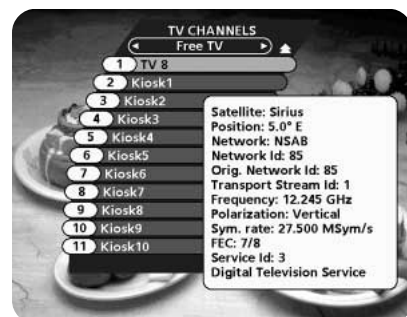 TV CHANNELS
Free TV
1 TV 8
2 Kiosk1
3 Kiosk2
4 Kiosk3
5 Kiosk4
6 Kiosk5
7 Kiosk6
8 Kiosk7
9 Kiosk8
10 Kiosk9
11 Kiosk10
Satellite: Sirius
Position: 5.0° E
Network: NSAB
Network Id: 85
Orig. Network Id: 85
Transport Stream Id: 1
Frequency: 12.245 GHz
Polarization: Vertical
Sym. rate: 27.500 MSym/s
FEC: 7/8
Service Id: 3
Digital Television Service